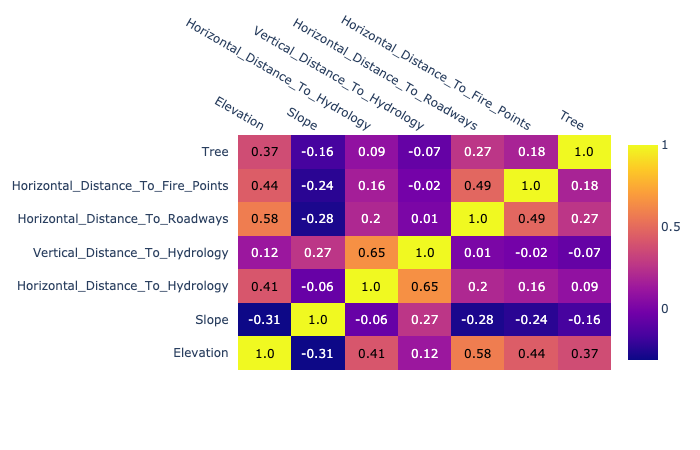 Elevation
Slope
Horizontal_Distance_To_Hydrology
Vertical_Distance_To_Hydrology
Horizontal_Distance_To_Roadways
Horizontal_Distance_To_Fire_Points
Tree
Tree 0.37 -0.16 0.09 -0.07 0.27 0.18 1.0
Horizontal_Distance_To_Fire_Points 0.44 -0.24 0.16 -0.02 0.49 1.0 0.18
Horizontal_Distance_To_Roadways 0.58 -0.28 0.2 0.01 1.0 0.49 0.27
Vertical_Distance_To_Hydrology 0.12 0.27 0.65 1.0 0.01 -0.02 -0.07
Horizontal_Distance_To_Hydrology 0.41 -0.06 1.0 0.65 0.2 0.16 0.09
Slope -0.31 1.0 -0.06 0.27 -0.28 -0.24 -0.16
Elevation 1.0 -0.31 0.41 0.12 0.58 0.44 0.37
1
0.5
0